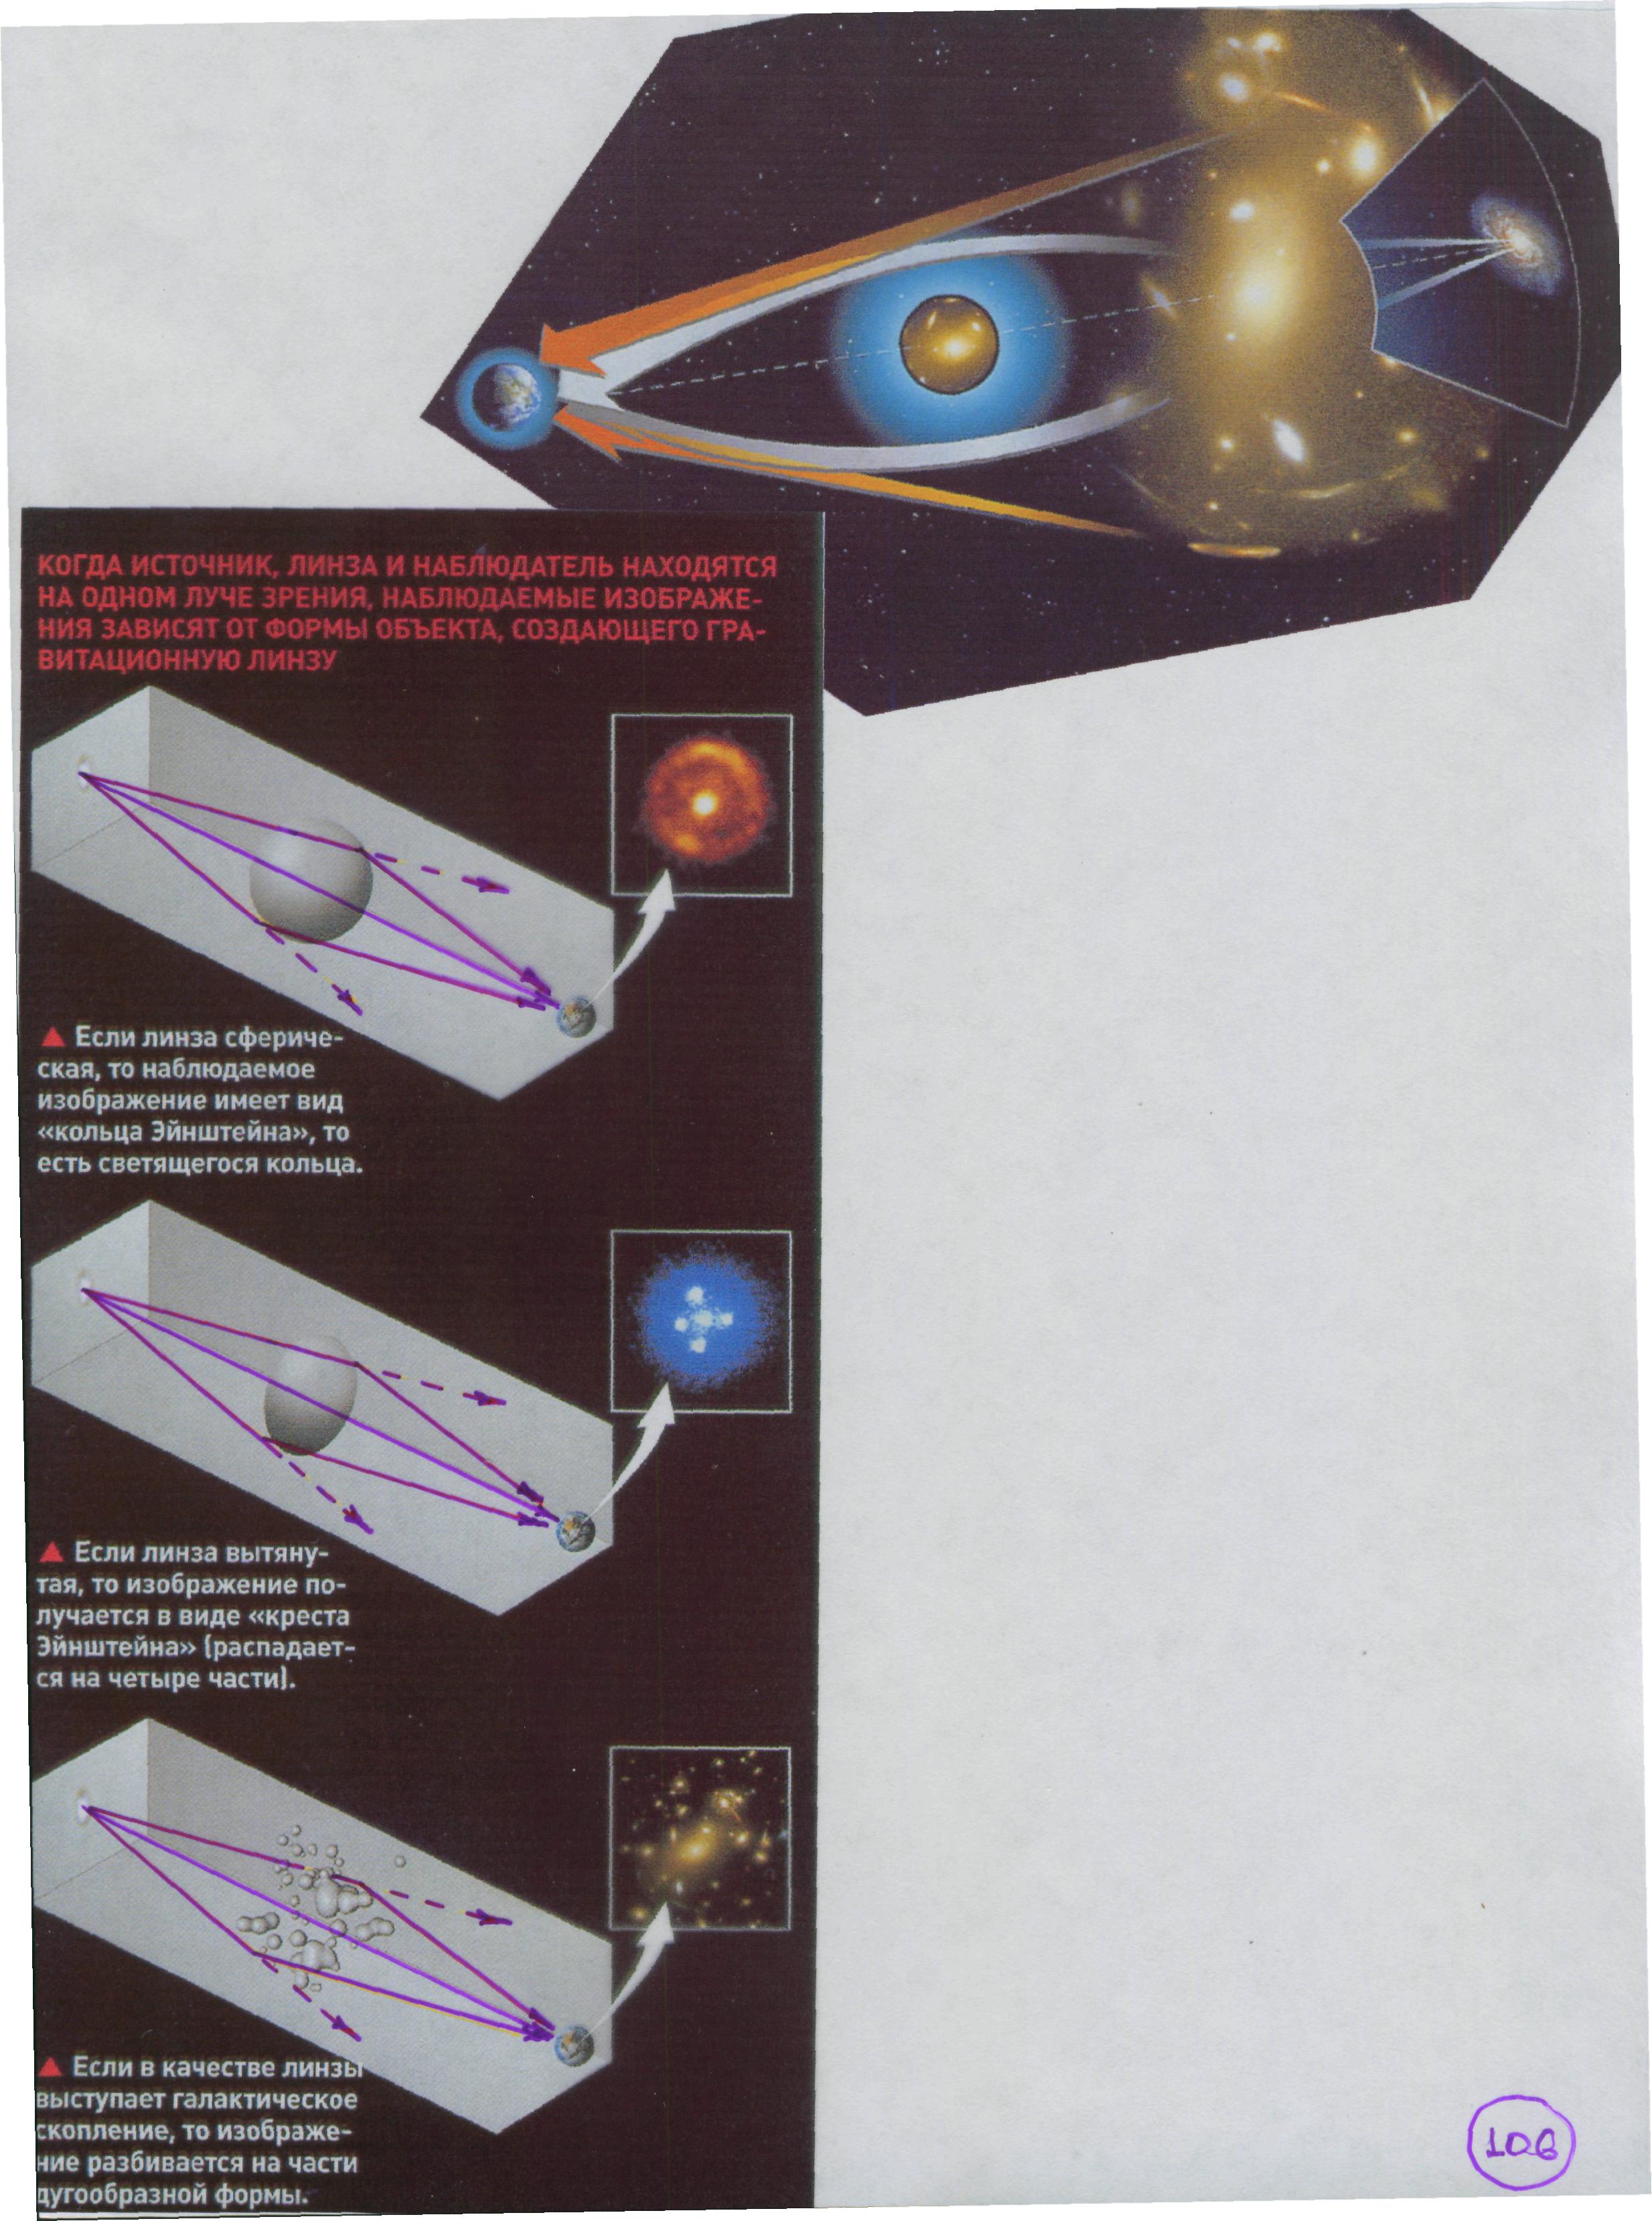 КОГДА ИСТОЧНИК, ЛИНЗА И НАБЛЮДАТЕЛЬ НАХОДЯТСЯ
НА ОДНОМ ЛУЧЕ ЗРЕНИЯ, НАБЛЮДАЕМЫЕ ИЗОБРАЖЕ-
НИЯ ЗАВИСЯТ ОТ ФОРМЫ ОБЪЕКТА, СОЗДАЮЩЕГО ГРА-
ВИТАЦИОННУЮ ЛИНЗУ
▲ Если линза сфериче-
ская, то наблюдаемое
изображение имеет вид
«кольца Эйнштейна», то
есть светящегося кольца.
▲ Если линза вытяну-
тая, то изображение по-
лучается в виде «креста
Эйнштейна» (распадает-
ся на четыре части).
▲ Если в качестве линзы
выступает галактическое
скопление, то изображе-
ние разбивается на части
дугообразной формы.
106